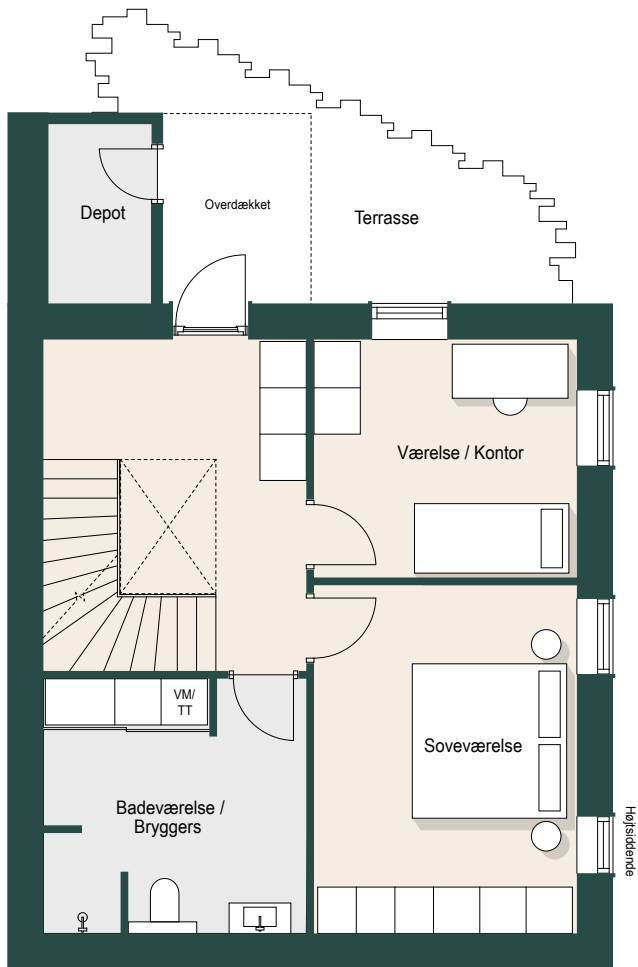 Depot
Overdækket
Terrasse
Værelse / Kontor
VM/
TT
Soveværelse
Badeværelse /
Bryggers
Højtsiddende